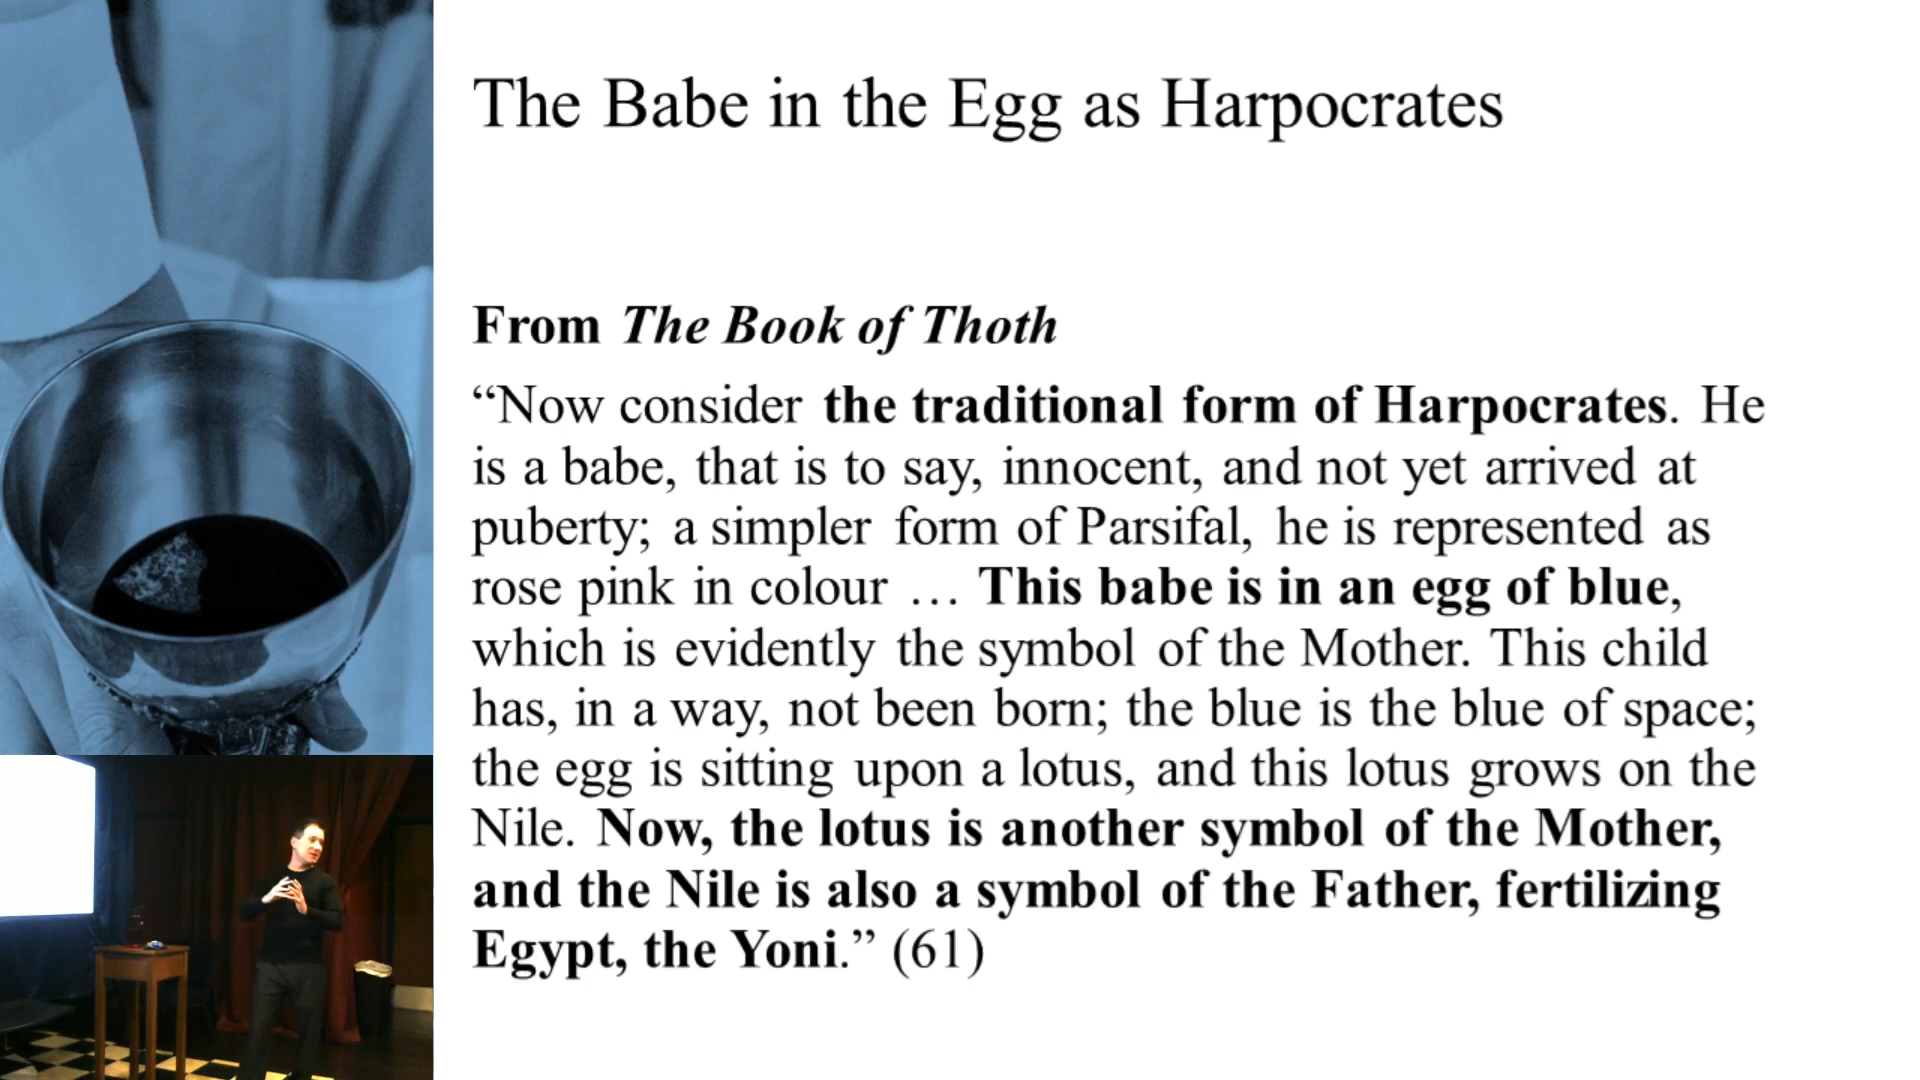 The Babe in the Egg as Harpocrates
From The Book of Thoth
“Now consider the traditional form of Harpocrates. He
is a babe, that is to say, innocent, and not yet arrived at
puberty; a simpler form of Parsifal, he is represented as
rose pink in colour … This babe is in an egg of blue,
which is evidently the symbol of the Mother. This child
has, in a way, not been born; the blue is the blue of space;
the egg is sitting upon a lotus, and this lotus grows on the
Nile. Now, the lotus is another symbol of the Mother,
and the Nile is also a symbol of the Father, fertilizing
Egypt, the Yoni.” (61)